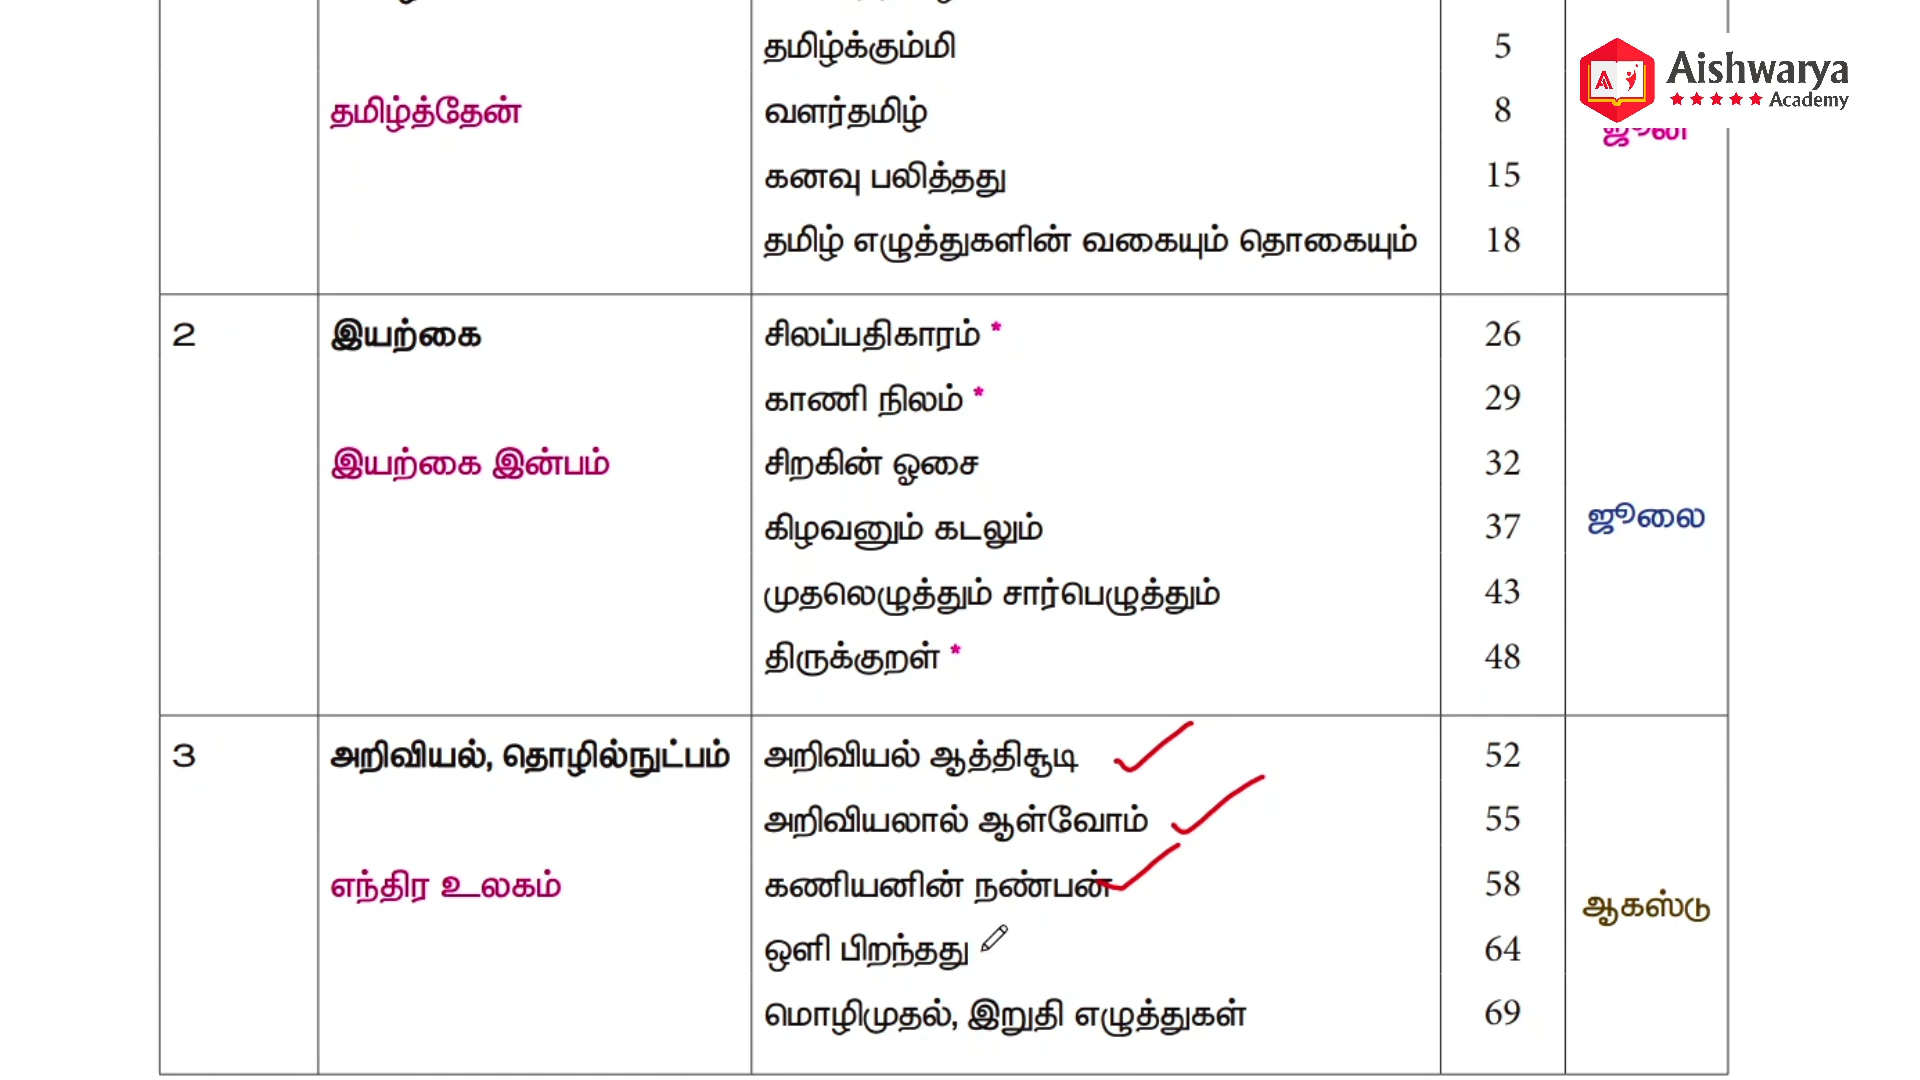 தமிழ்க்கும்மி 5
Aishwarya
Academy
தமிழ்த்தேன் வளர்தமிழ் 8 ஜூன்
கனவு பலித்தது 15
தமிழ் எழுத்துகளின் வகையும் தொகையும் 18
2 இயற்கை சிலப்பதிகாரம் * 26
காணி நிலம் * 29
இயற்கை இன்பம் சிறகின் ஓசை 32
கிழவனும் கடலும் 37
ஜூலை
முதலெழுத்தும் சார்பெழுத்தும் 43
திருக்குறள் * 48
3 அறிவியல், தொழில்நுட்பம் அறிவியல் ஆத்திசூடி 52
அறிவியலால் ஆள்வோம் 55
எந்திர உலகம் கணியனின் நண்பன் 58
ஆகஸ்டு
ஒளி பிறந்தது 64
மொழிமுதல், இறுதி எழுத்துகள் 69